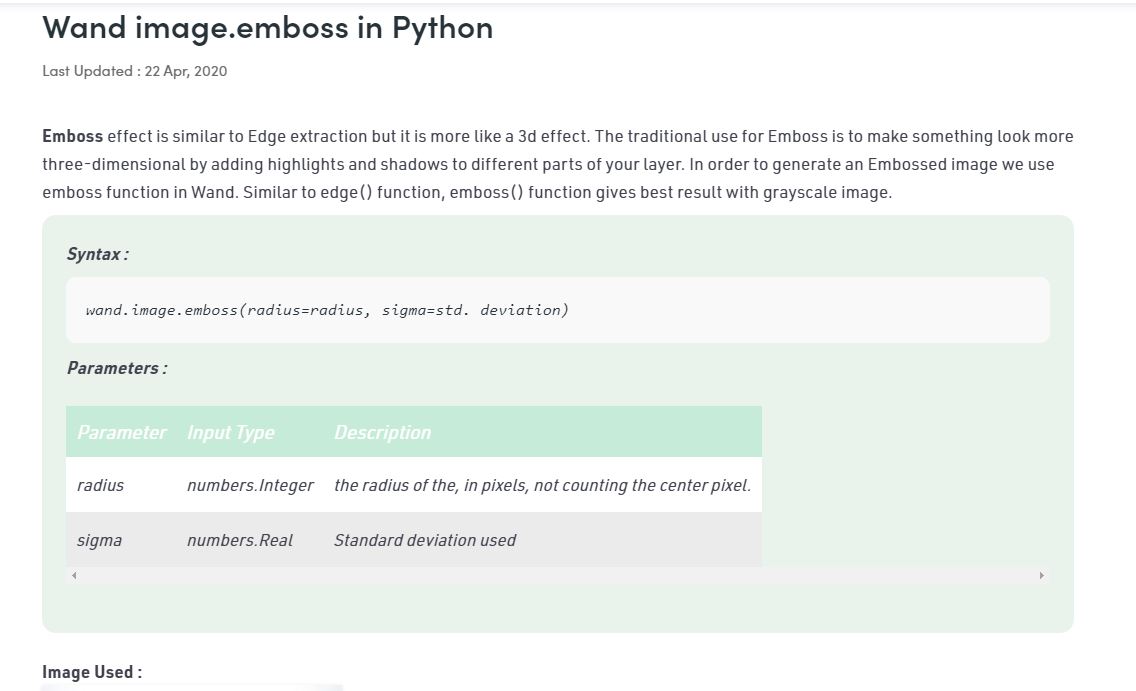 Wand image.emboss in Python
Last Updated : 22 Apr, 2020
Emboss effect is similar to Edge extraction but it is more like a 3d effect. The traditional use for Emboss is to make something look more
three-dimensional by adding highlights and shadows to different parts of your layer. In order to generate an Embossed image we use
emboss function in Wand. Similar to edge() function, emboss() function gives best result with grayscale image.
Syntax :
wand.image.emboss(radius=radius, sigma=std. deviation)
Parameters :
Parameter Input Type Description
radius numbers.Integer the radius of the, in pixels, not counting the center pixel.
sigma numbers.Real Standard deviation used
Image Used :